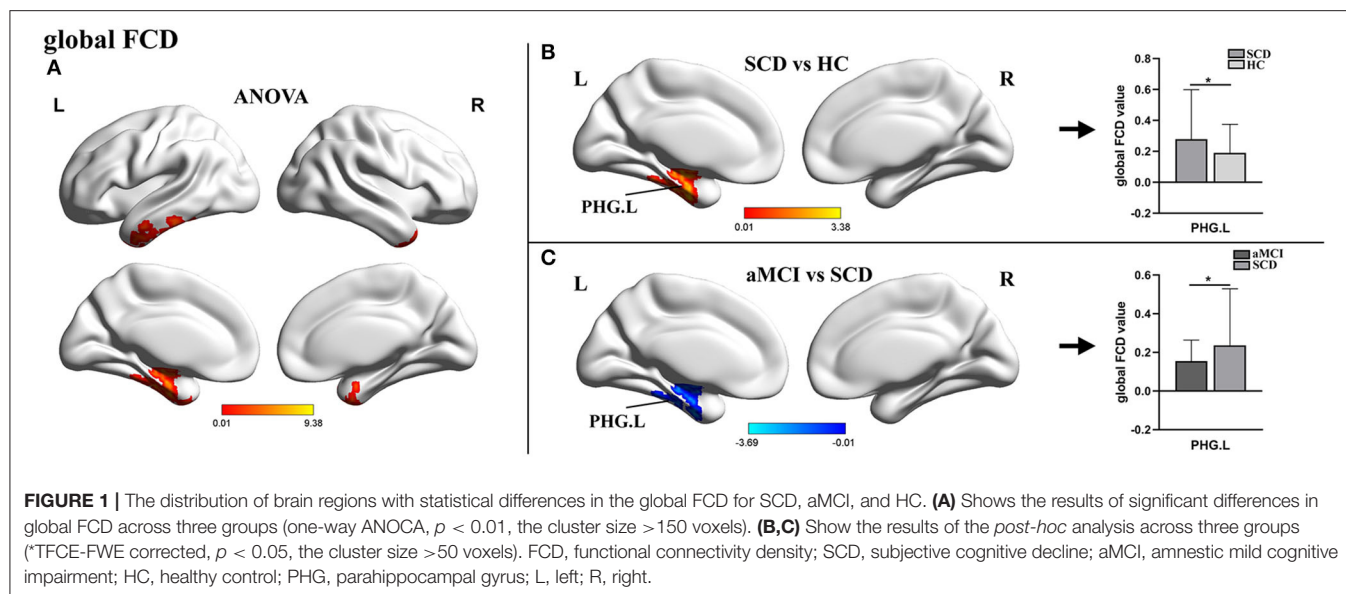 global FCD
A
L
ANOVA
R
0.01
9.38
B
L
SCD vs HC
R
PHG.L
0.01
3.38
SCD
HC
global FCD value
0.8
0.6
0.4
0.2
0.0
-0.2
*
PHG.L
C
L
aMCI vs SCD
R
PHG.L
-3.69
-0.01
aMCI
SCD
global FCD value
0.6
0.4
0.2
0.0
-0.2
*
PHG.L
FIGURE 1 | The distribution of brain regions with statistical differences in the global FCD for SCD, aMCI, and HC. (A) Shows the results of significant differences in
global FCD across three groups (one-way ANOCA, p < 0.01, the cluster size >150 voxels). (B,C) Show the results of the post-hoc analysis across three groups
(*TFCE-FWE corrected, p < 0.05, the cluster size >50 voxels). FCD, functional connectivity density; SCD, subjective cognitive decline; aMCI, amnestic mild cognitive
impairment; HC, healthy control; PHG, parahippocampal gyrus; L, left; R, right.